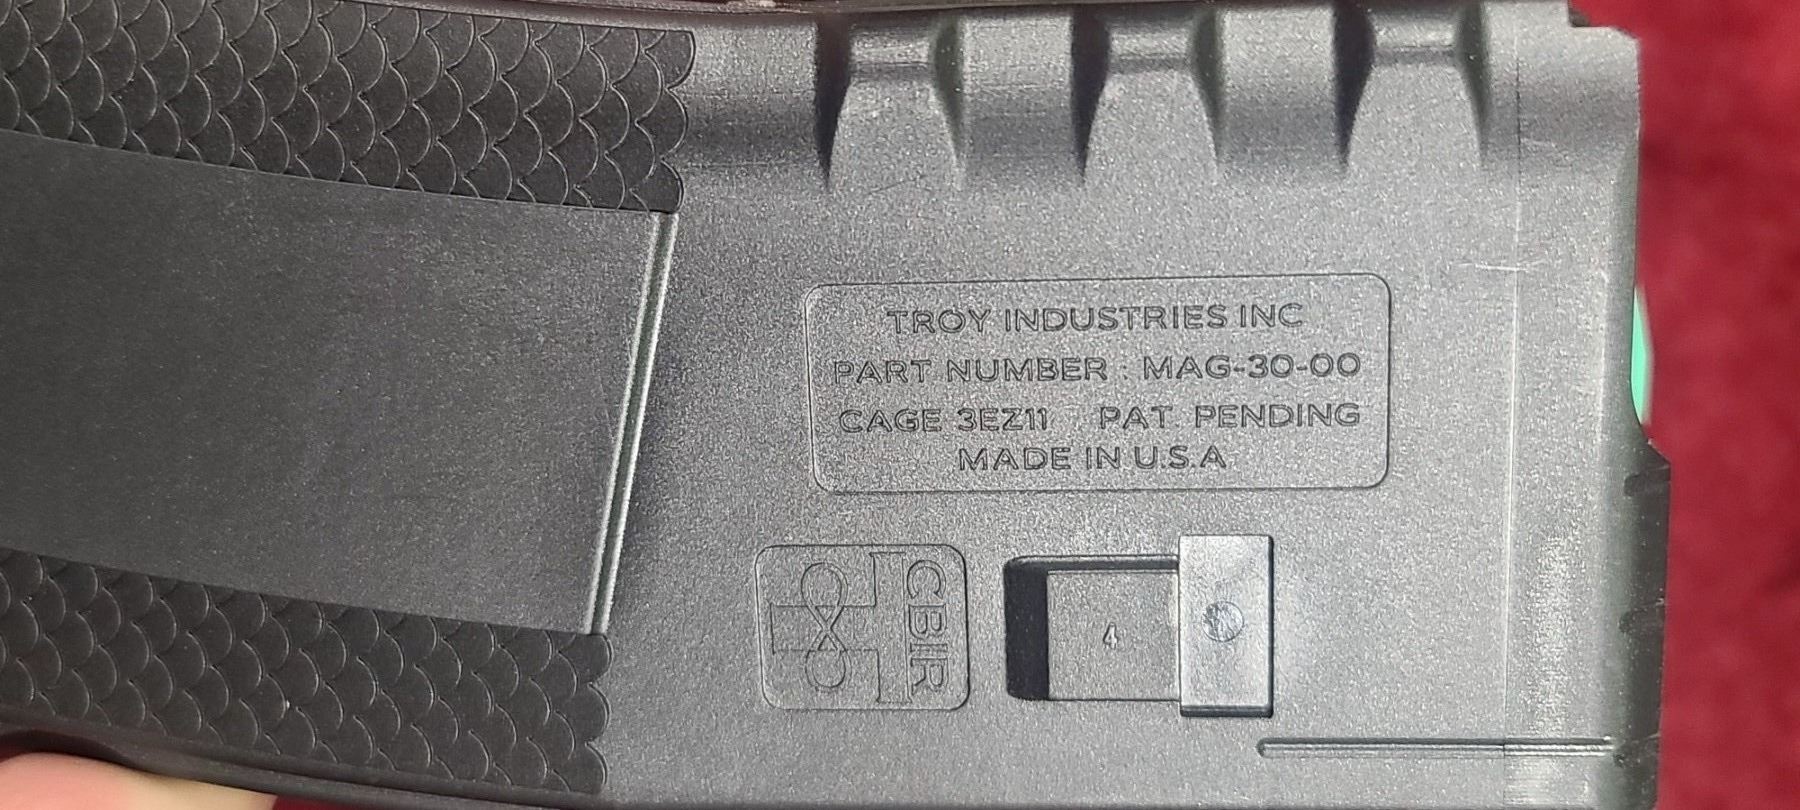 TROY INDUSTRIES INC
PART NUMBER : MAG-30-00
CAGE 3EZ11 PAT. PENDING
MADE IN U.S.A
CBIR
4